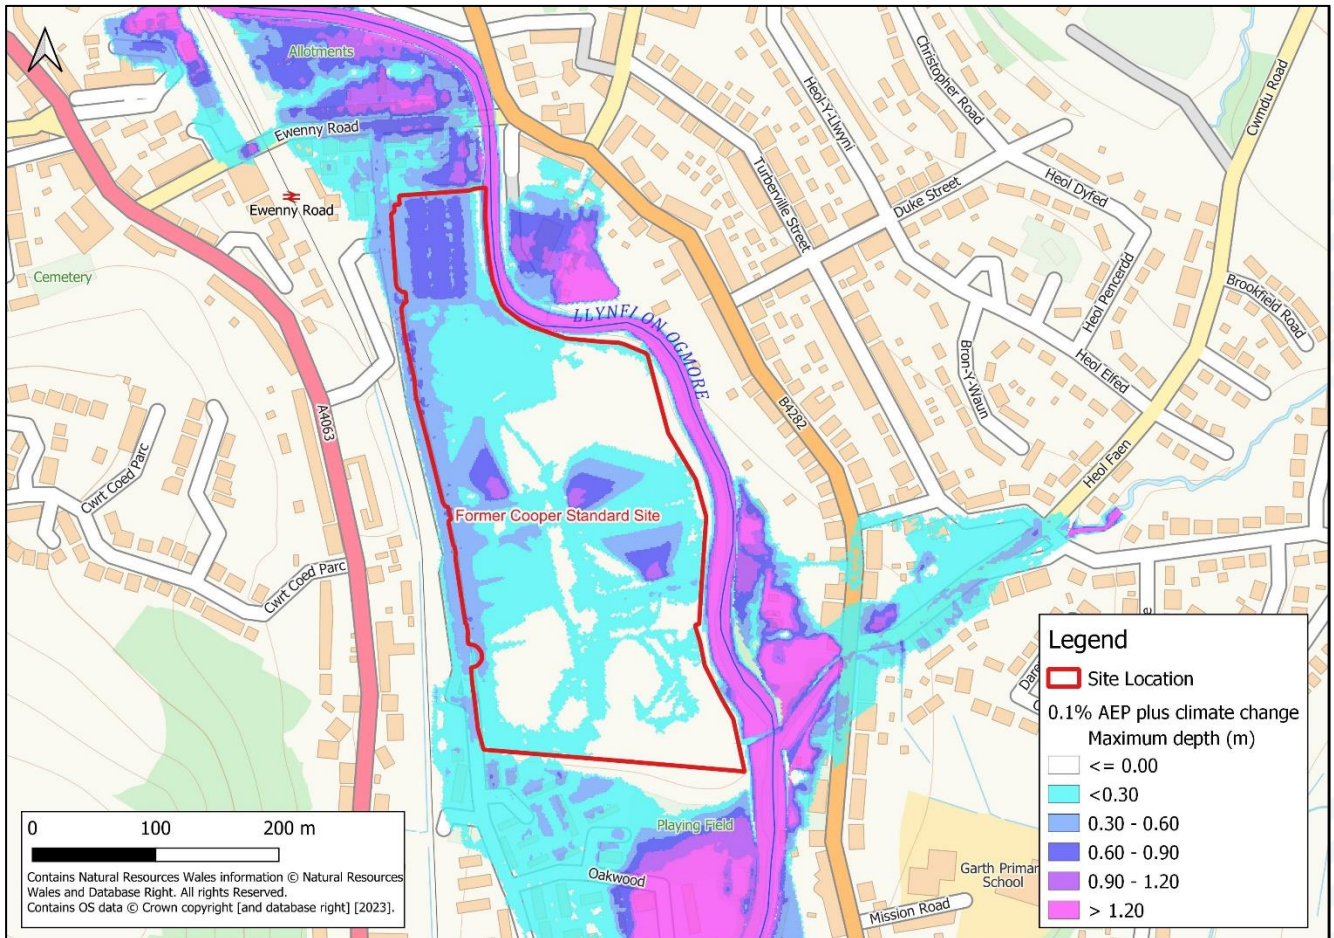 Allotments
Ewenny Road
Ewenny Road
Cemetery
Christopher Road
Cwmdu Road
Heol-Y-Llwyni
Turberville Street
Duke Street
Heol Dyfed
Heol Pencerdd
Brookfield Road
Bron-Y-Waun
Heol Elfed
Heol Faen
LLYNFI OR OGMORE
B4282
A4063
Cwrt Coed Parc
Cwrt Coed Parc
Former Cooper Standard Site
Playing Field
Oakwood
Garth Primar
School
Mission Road
Legend
Site Location
0.1% AEP plus climate change
Maximum depth (m)
<= 0.00
<0.30
0.30 - 0.60
0.60 - 0.90
0.90 - 1.20
> 1.20
0 100 200 m
Contains Natural Resources Wales information © Natural Resources
Wales and Database Right. All rights Reserved.
Contains OS data © Crown copyright [and database right] [2023].